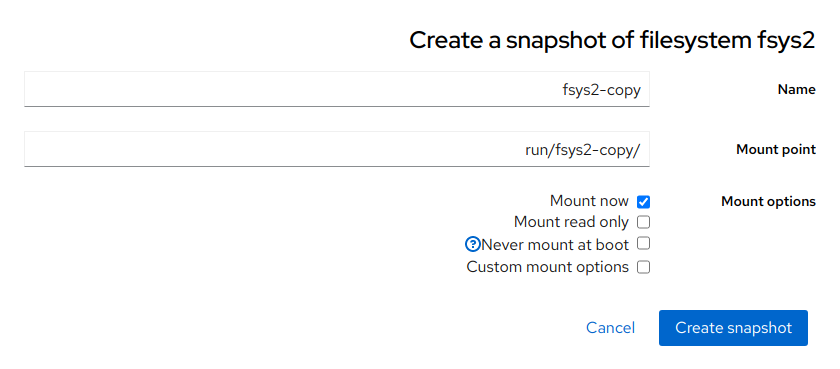 Create a snapshot of filesystem fsys2
Name
fsys2-copy
Mount point
run/fsys2-copy/
Mount options
Mount now
Mount read only
Never mount at boot
Custom mount options
Create snapshot
Cancel